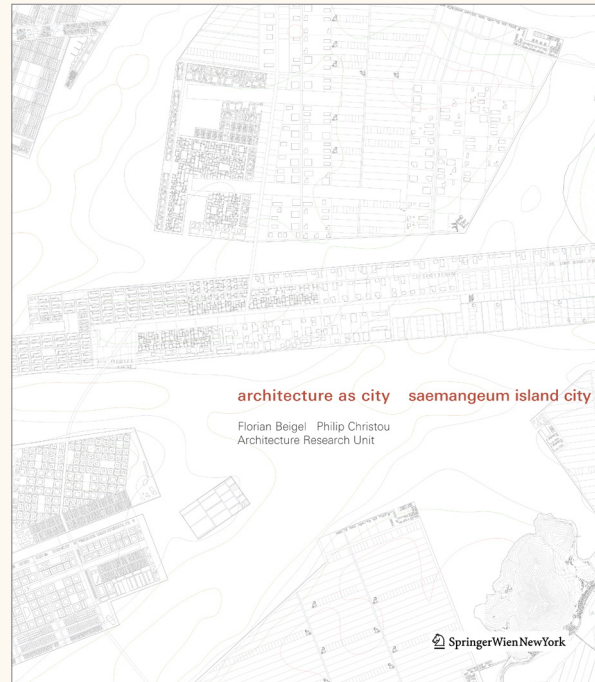 architecture as city saemangeum island city
Florian Beigel Philip Christou
Architecture Research Unit
SpringerWienNewYork